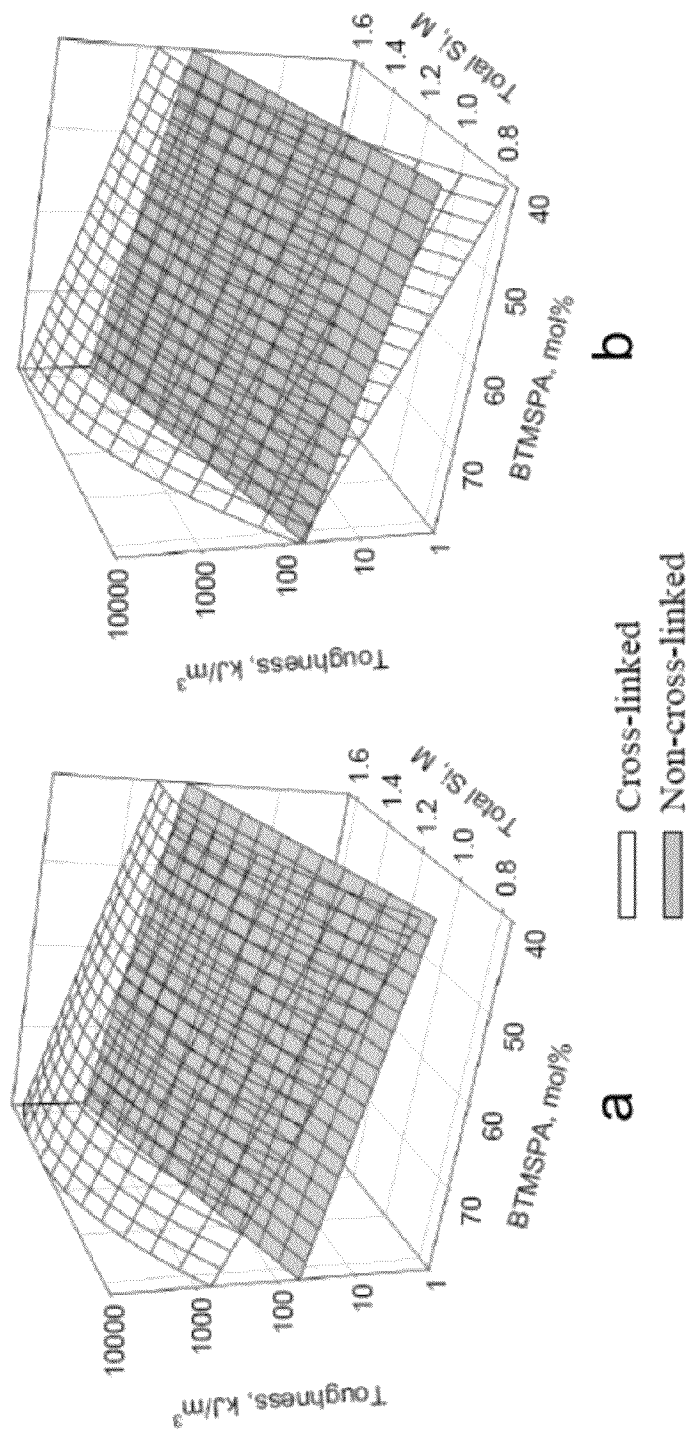 10000
1000
100
10
1
Toughness, kJ/m³
70
60
50
40
BTMSPA, mol%
0.8
1.0
1.2
1.4
1.6
Total Si, M
a
10000
1000
100
10
1
Toughness, kJ/m³
70
60
50
40
BTMSPA, mol%
0.8
1.0
1.2
1.4
1.6
Total Si, M
b
Cross-linked
Non-cross-linked